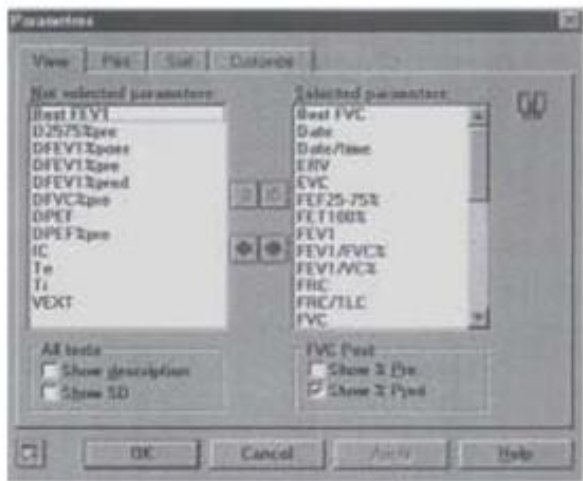 Parameters
View Plot Sort Customize
Not selected parameters:
Best FEV1
D2575%pre
DFEV1%poss
DFEV1%pre
DFEV1%pred
DFVC%pre
DPEF
DPEF%pre
IC
Te
Ti
VEXT
Selected parameters:
Best FVC
Date
Date/time
ERV
EVC
FEF25-75%
FET100%
FEV1
FEV1/FVC%
FEV1/VC%
FRC
FRC/TLC
FVC
All tests
Show description
Show SD
FVC Post
Show % Pre
Show % Pred
OK Cancel Apply Help